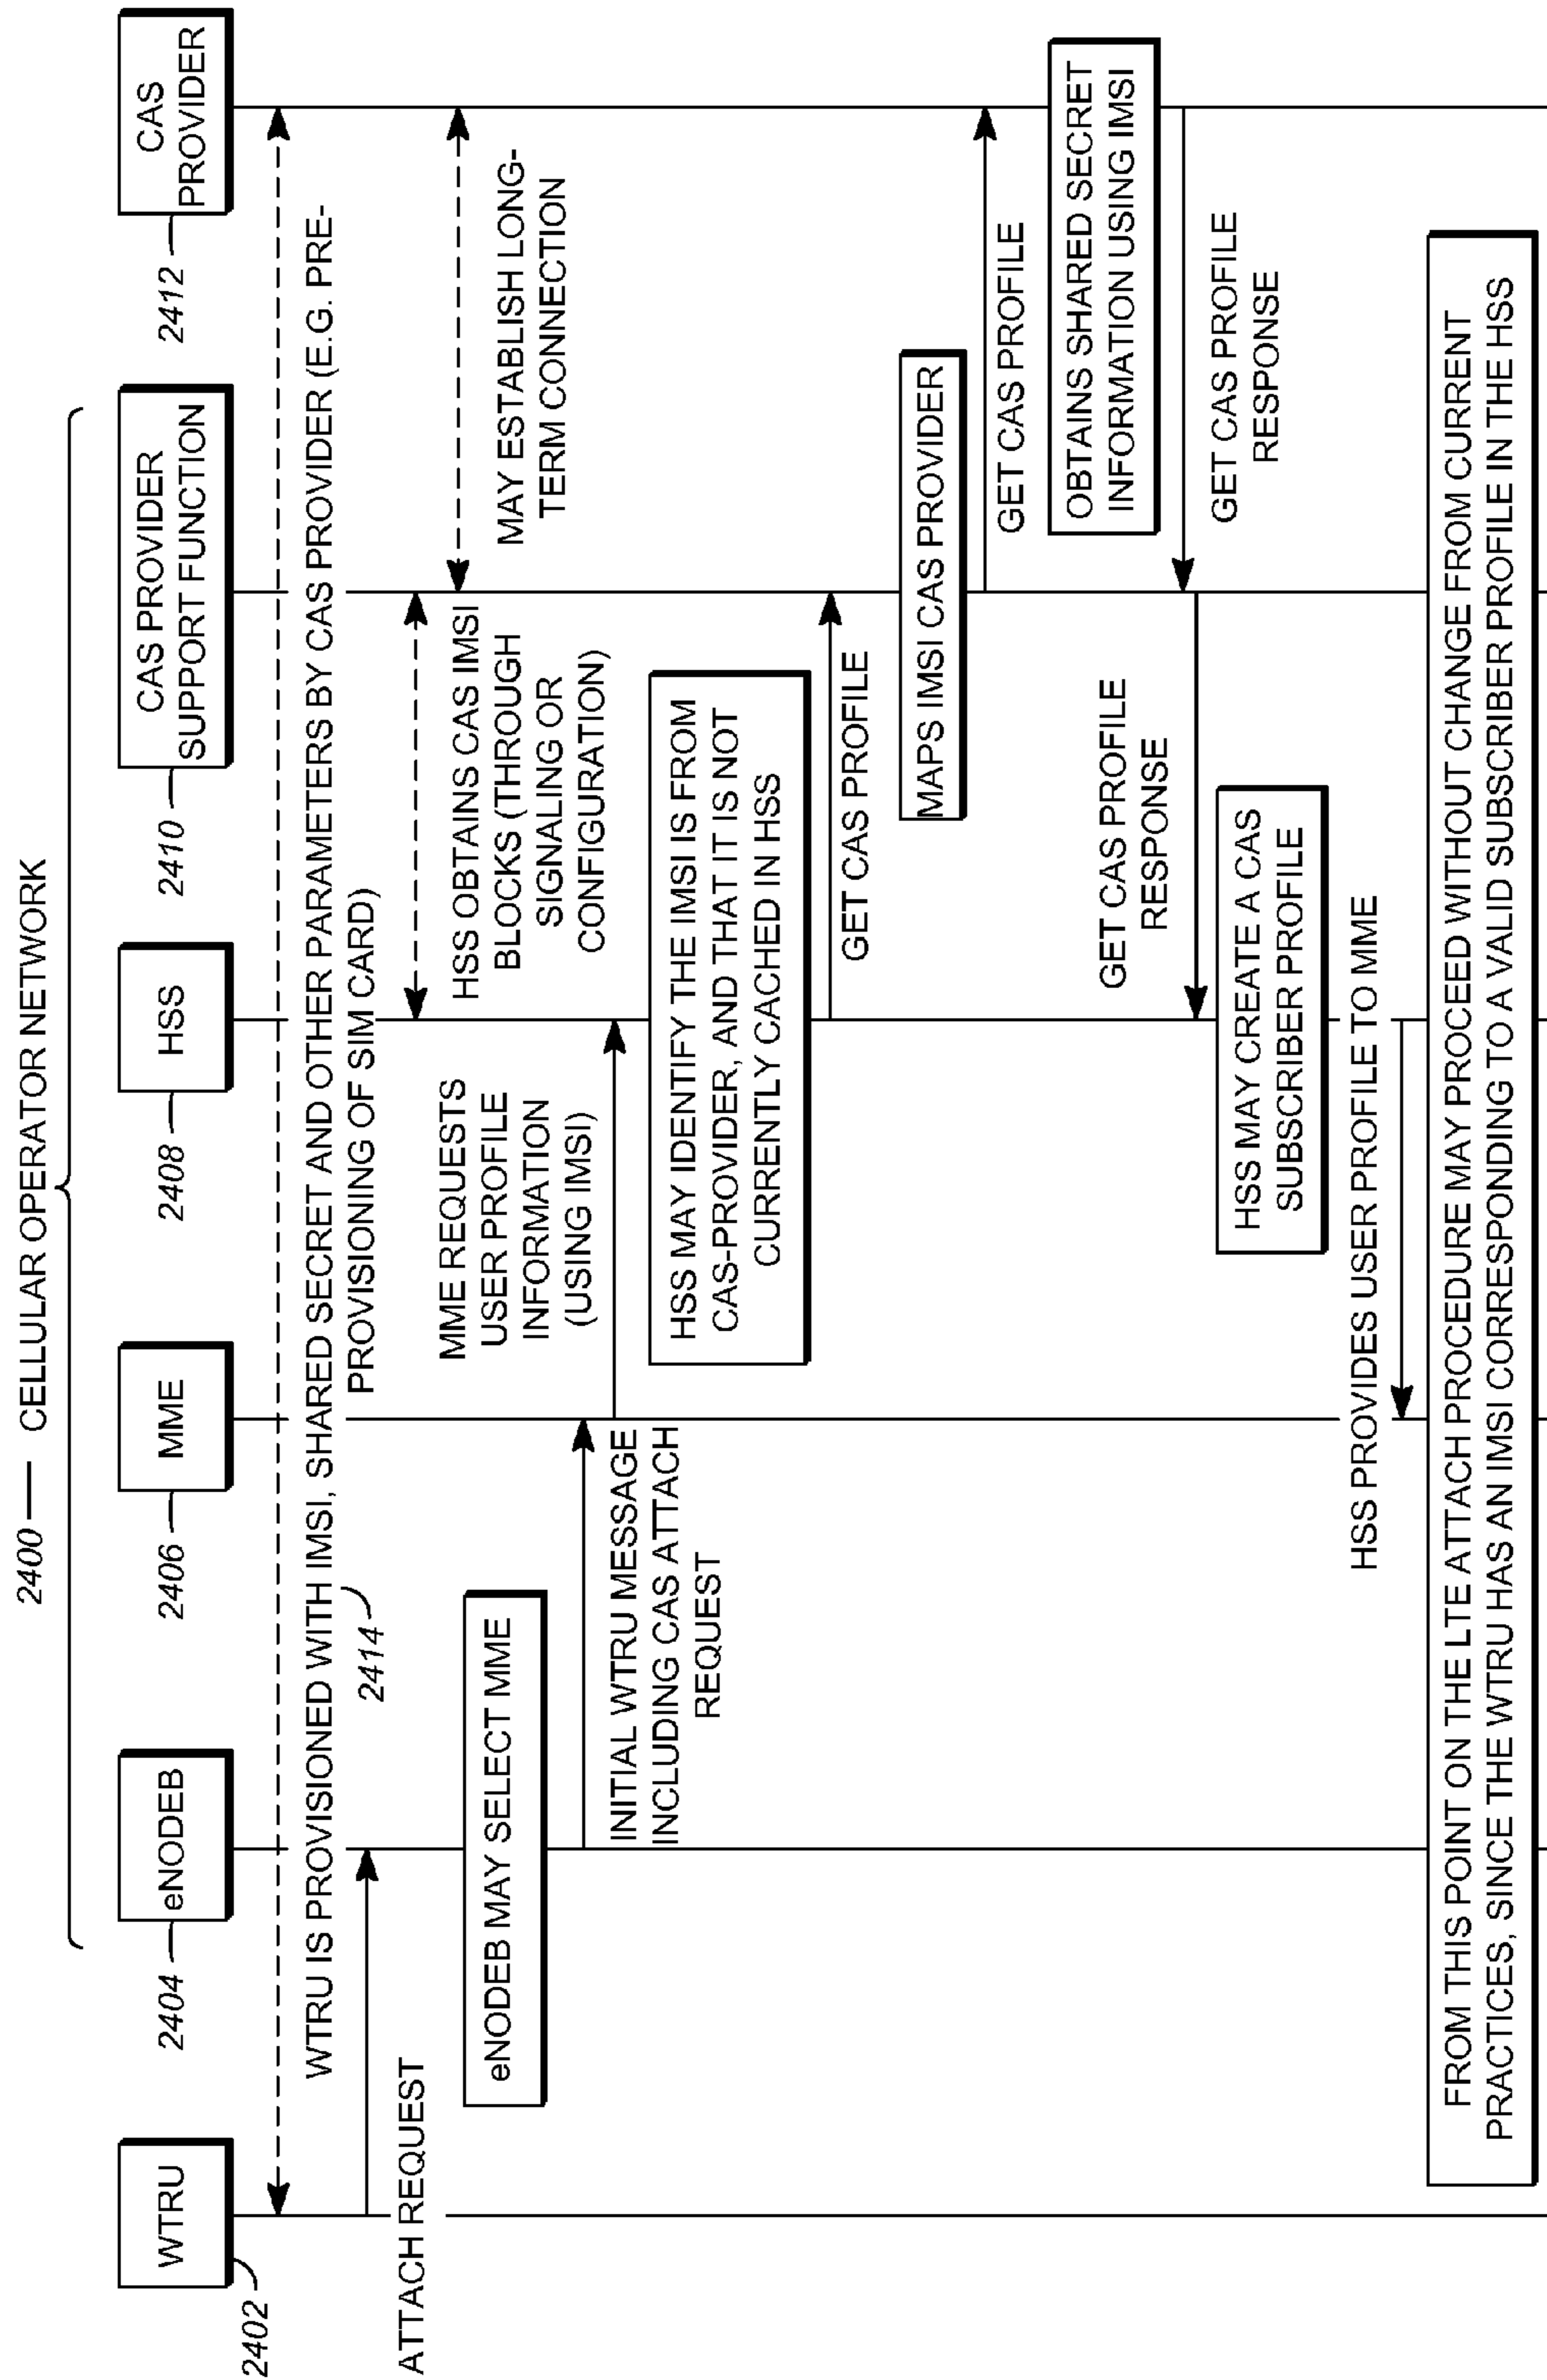 2400 — CELLULAR OPERATOR NETWORK
WTRU
2402
eNODEB
2404
MME
2406
HSS
2408
CAS PROVIDER
SUPPORT FUNCTION
2410
CAS
PROVIDER
2412
WTRU IS PROVISIONED WITH IMSI, SHARED SECRET AND OTHER PARAMETERS BY CAS PROVIDER (E.G. PRE-
PROVISIONING OF SIM CARD)
2414
ATTACH REQUEST
HSS OBTAINS CAS IMSI
BLOCKS (THROUGH
SIGNALING OR
CONFIGURATION)
MAY ESTABLISH LONG-
TERM CONNECTION
eNODEB MAY SELECT MME
INITIAL WTRU MESSAGE
INCLUDING CAS ATTACH
REQUEST
MME REQUESTS
USER PROFILE
INFORMATION
(USING IMSI)
HSS MAY IDENTIFY THE IMSI IS FROM
CAS-PROVIDER, AND THAT IT IS NOT
CURRENTLY CACHED IN HSS
GET CAS PROFILE
MAPS IMSI CAS PROVIDER
GET CAS PROFILE
OBTAINS SHARED SECRET
INFORMATION USING IMSI
GET CAS PROFILE
RESPONSE
GET CAS PROFILE
RESPONSE
HSS MAY CREATE A CAS
SUBSCRIBER PROFILE
HSS PROVIDES USER PROFILE TO MME
FROM THIS POINT ON THE LTE ATTACH PROCEDURE MAY PROCEED WITHOUT CHANGE FROM CURRENT
PRACTICES, SINCE THE WTRU HAS AN IMSI CORRESPONDING TO A VALID SUBSCRIBER PROFILE IN THE HSS